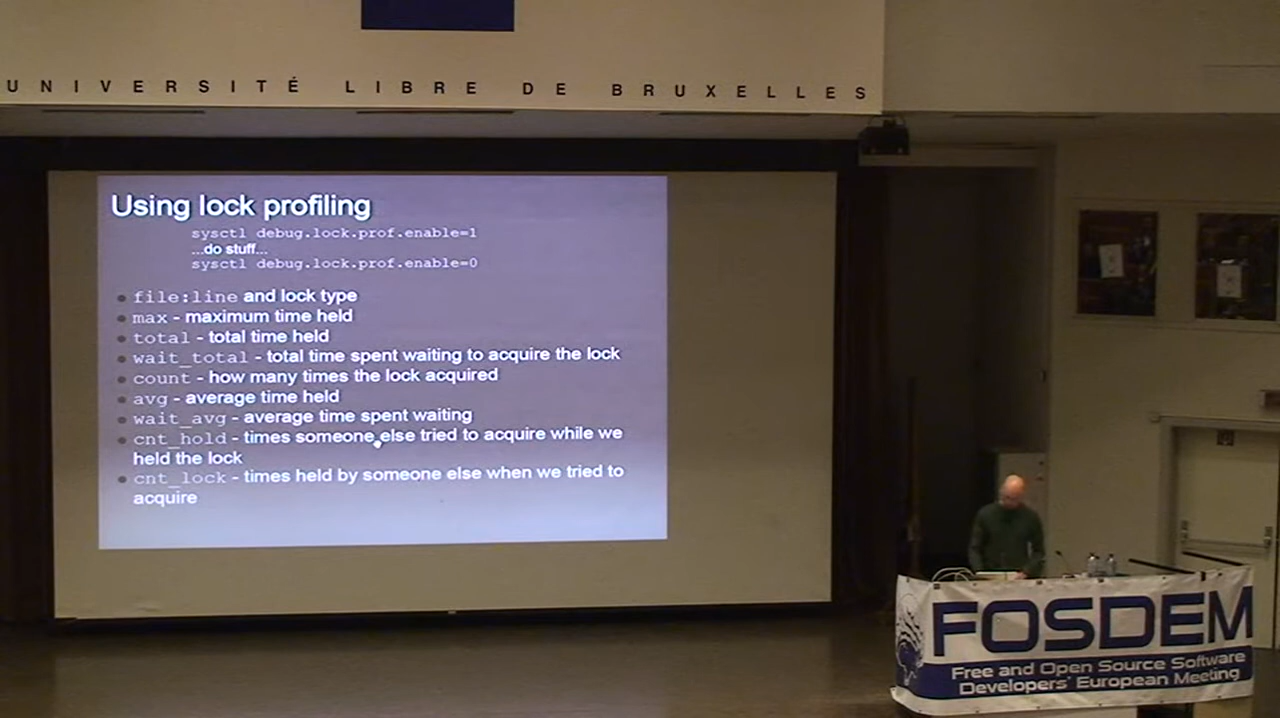 UNIVERSITÉ LIBRE DE BRUXELLES
Using lock profiling
sysctl debug.lock.prof.enable=1
...do stuff...
sysctl debug.lock.prof.enable=0
file:line and lock type
max - maximum time held
total - total time held
wait_total - total time spent waiting to acquire the lock
count - how many times the lock acquired
avg - average time held
wait_avg - average time spent waiting
cnt_hold - times someone else tried to acquire while we
held the lock
cnt_lock - times held by someone else when we tried to
acquire
FOSDEM
Free and Open Source Software
Developers' European Meeting